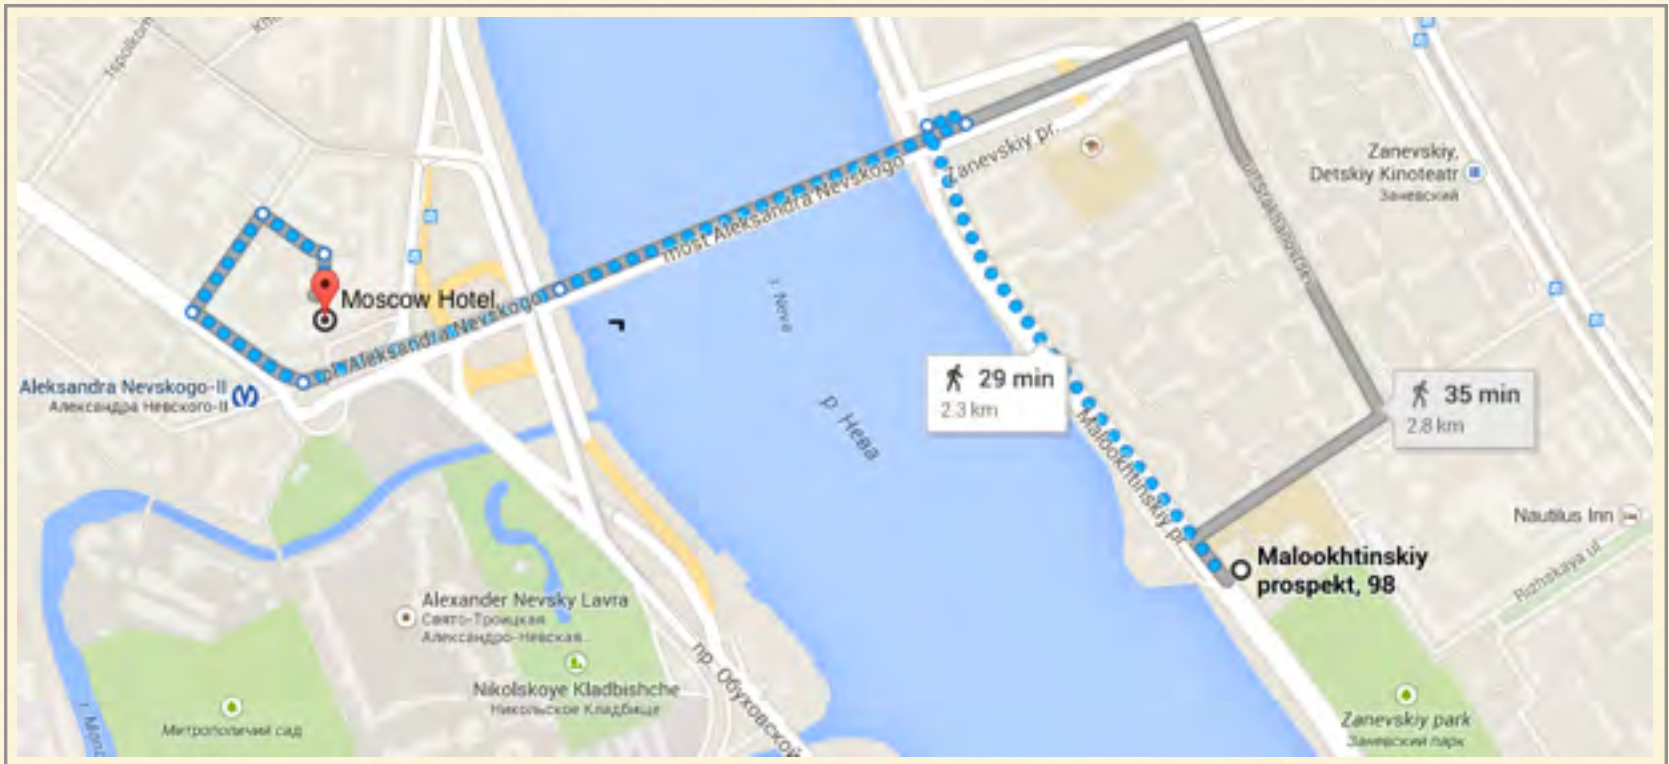 Zanevskiy,
Detskiy Kinoteatr
Заневский
Zanevskiy pr.
most Aleksandra Nevskogo
Moscow Hotel
pl. Aleksandra Nevskogo
г. Neva
р. Нева
29 min
2.3 km
35 min
2.8 km
Aleksandra Nevskogo-II
Александра Невского-II
Malookhtinskiy pr.
Malookhtinskiy
prospekt, 98
Nautilus Inn
Rizhskaya ul
Alexander Nevsky Lavra
Свято-Троицкая
Александро-Невская...
Nikolskoye Kladbishche
Никольское Кладбище
пр. Обуховской
Митрополичий сад
Zanevskiy park
Заневский парк